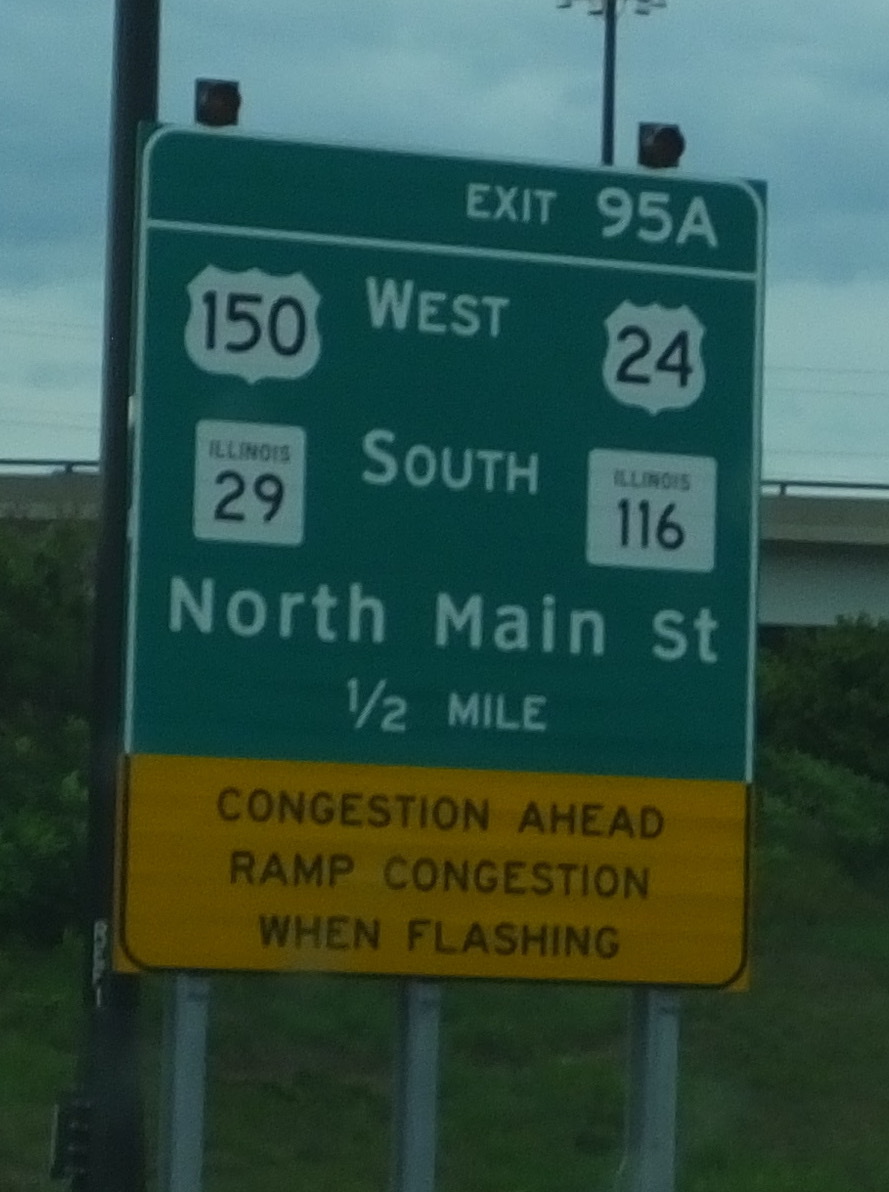 EXIT 95A
150 WEST 24
ILLINOIS 29 SOUTH ILLINOIS 116
North Main St
1/2 MILE
CONGESTION AHEAD
RAMP CONGESTION
WHEN FLASHING